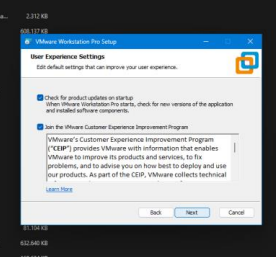 2,312 KB
608,137 KB
VMware Workstation Pro Setup
User Experience Settings
Edit default settings that can improve your user experience.
Check for product updates on startup
When VMware Workstation Pro starts, check for new versions of the application
and installed software components.
Join the VMware Customer Experience Improvement Program
VMware's Customer Experience Improvement Program
("CEIP") provides VMware with information that enables
VMware to improve its products and services, to fix
problems, and to advise you on how best to deploy and use
our products. As part of the CEIP, VMware collects technical
Learn More
Back Next Cancel
61,104 KB
632,640 KB